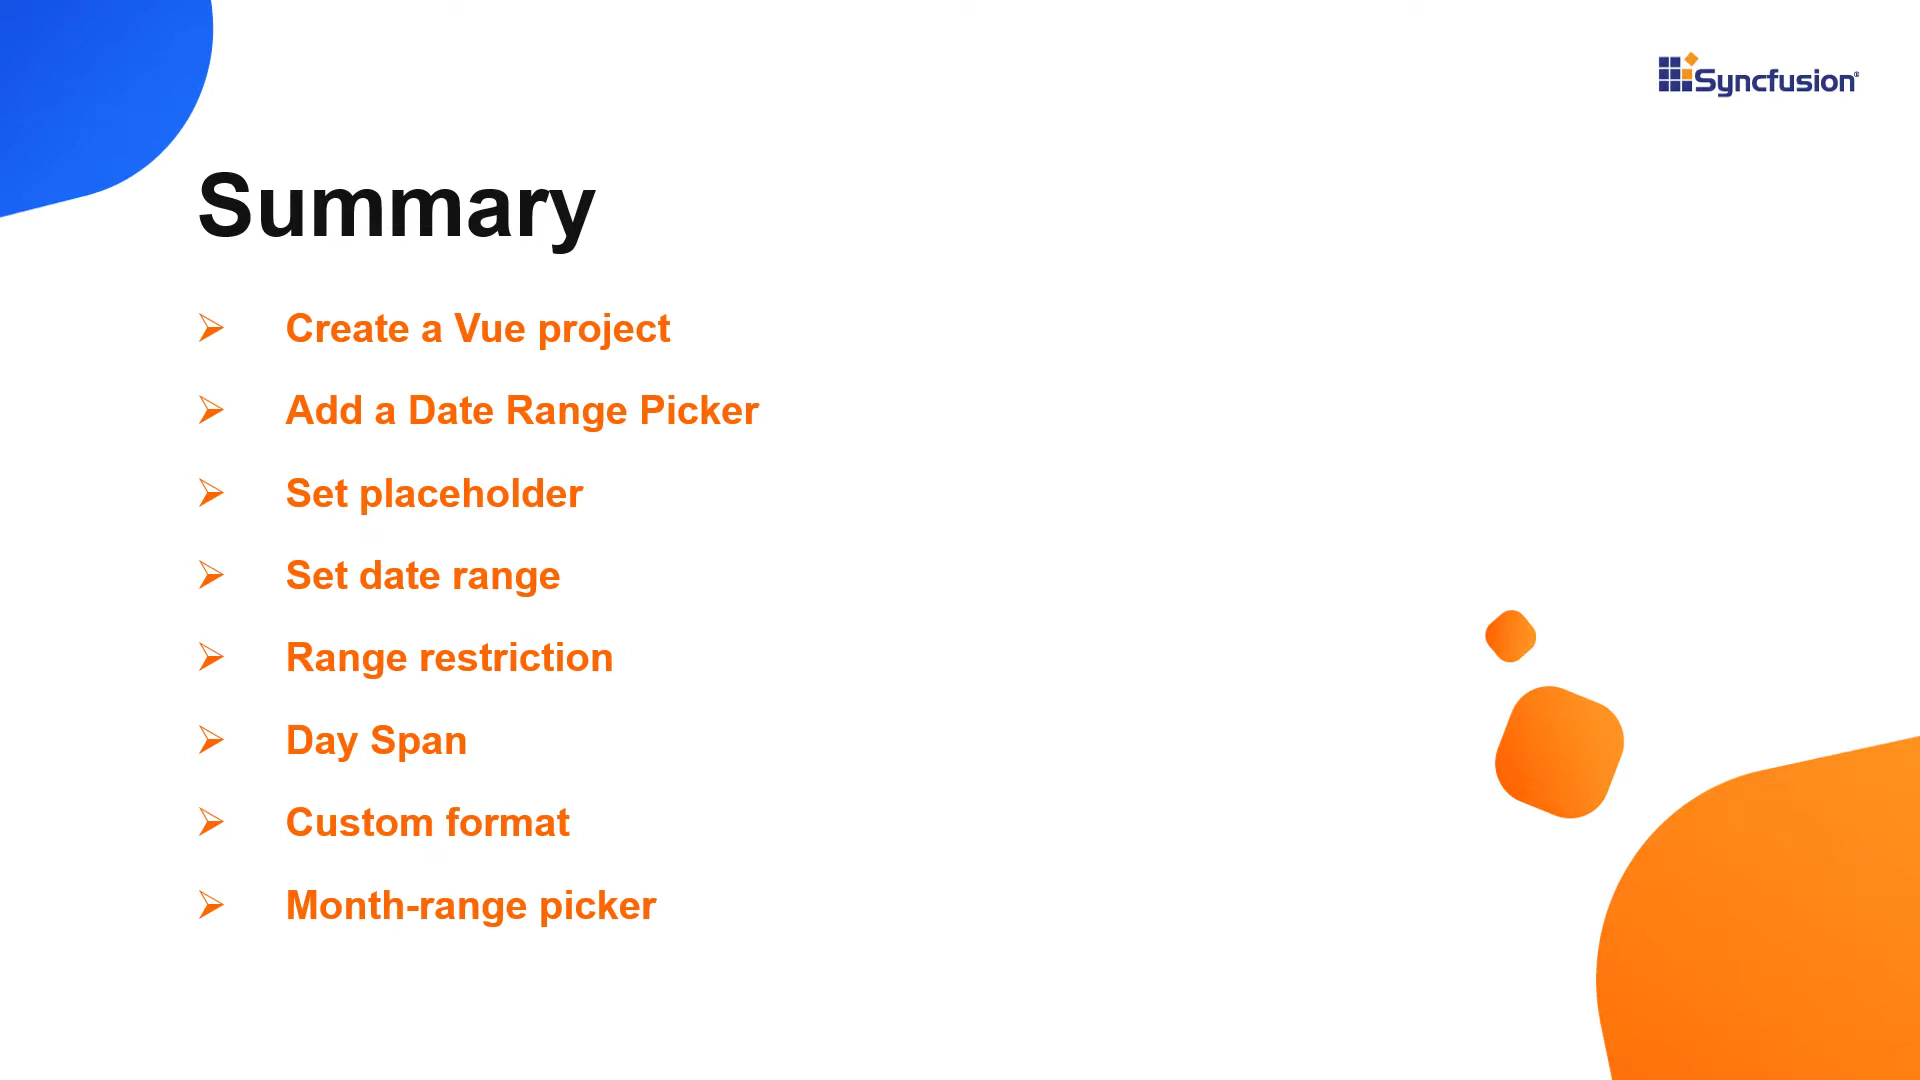 Syncfusion®
Summary
➢ Create a Vue project
➢ Add a Date Range Picker
➢ Set placeholder
➢ Set date range
➢ Range restriction
➢ Day Span
➢ Custom format
➢ Month-range picker